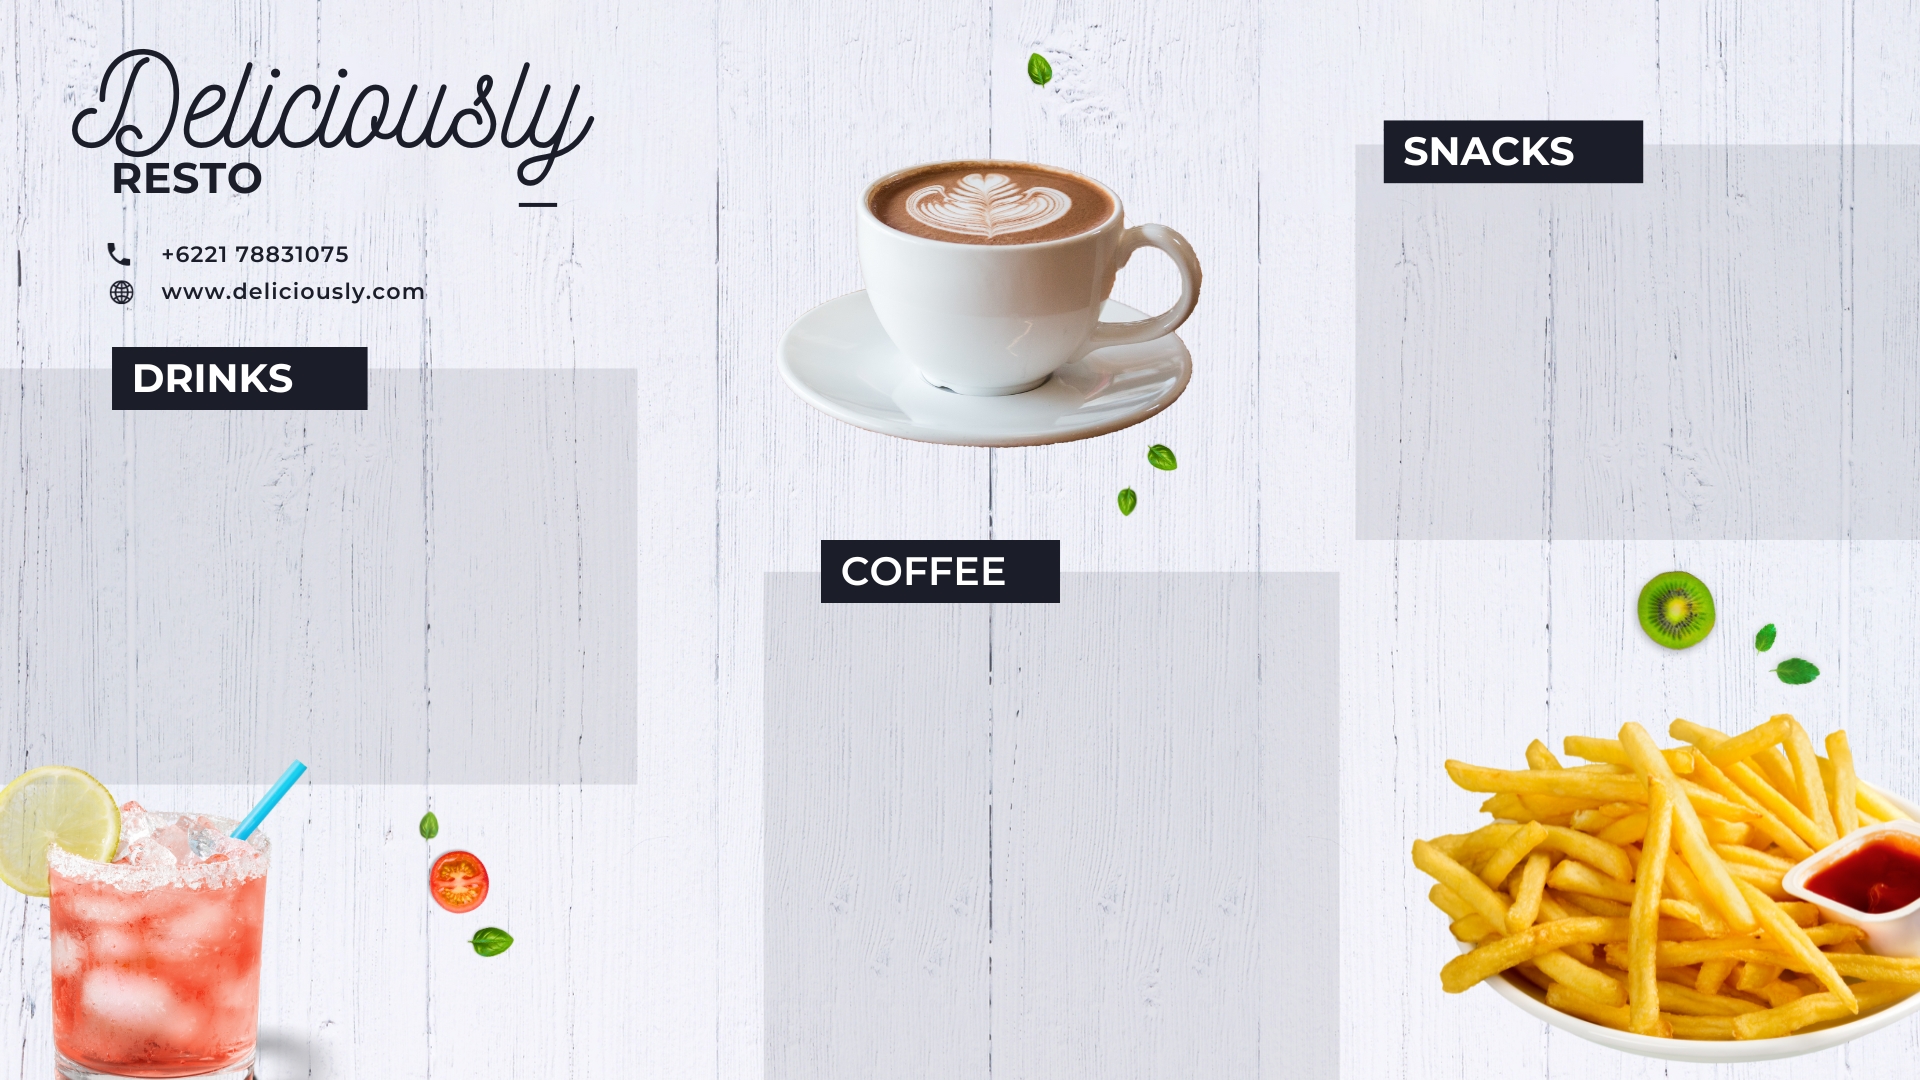 Deliciously
RESTO
+6221 78831075
www.deliciously.com
DRINKS
COFFEE
SNACKS